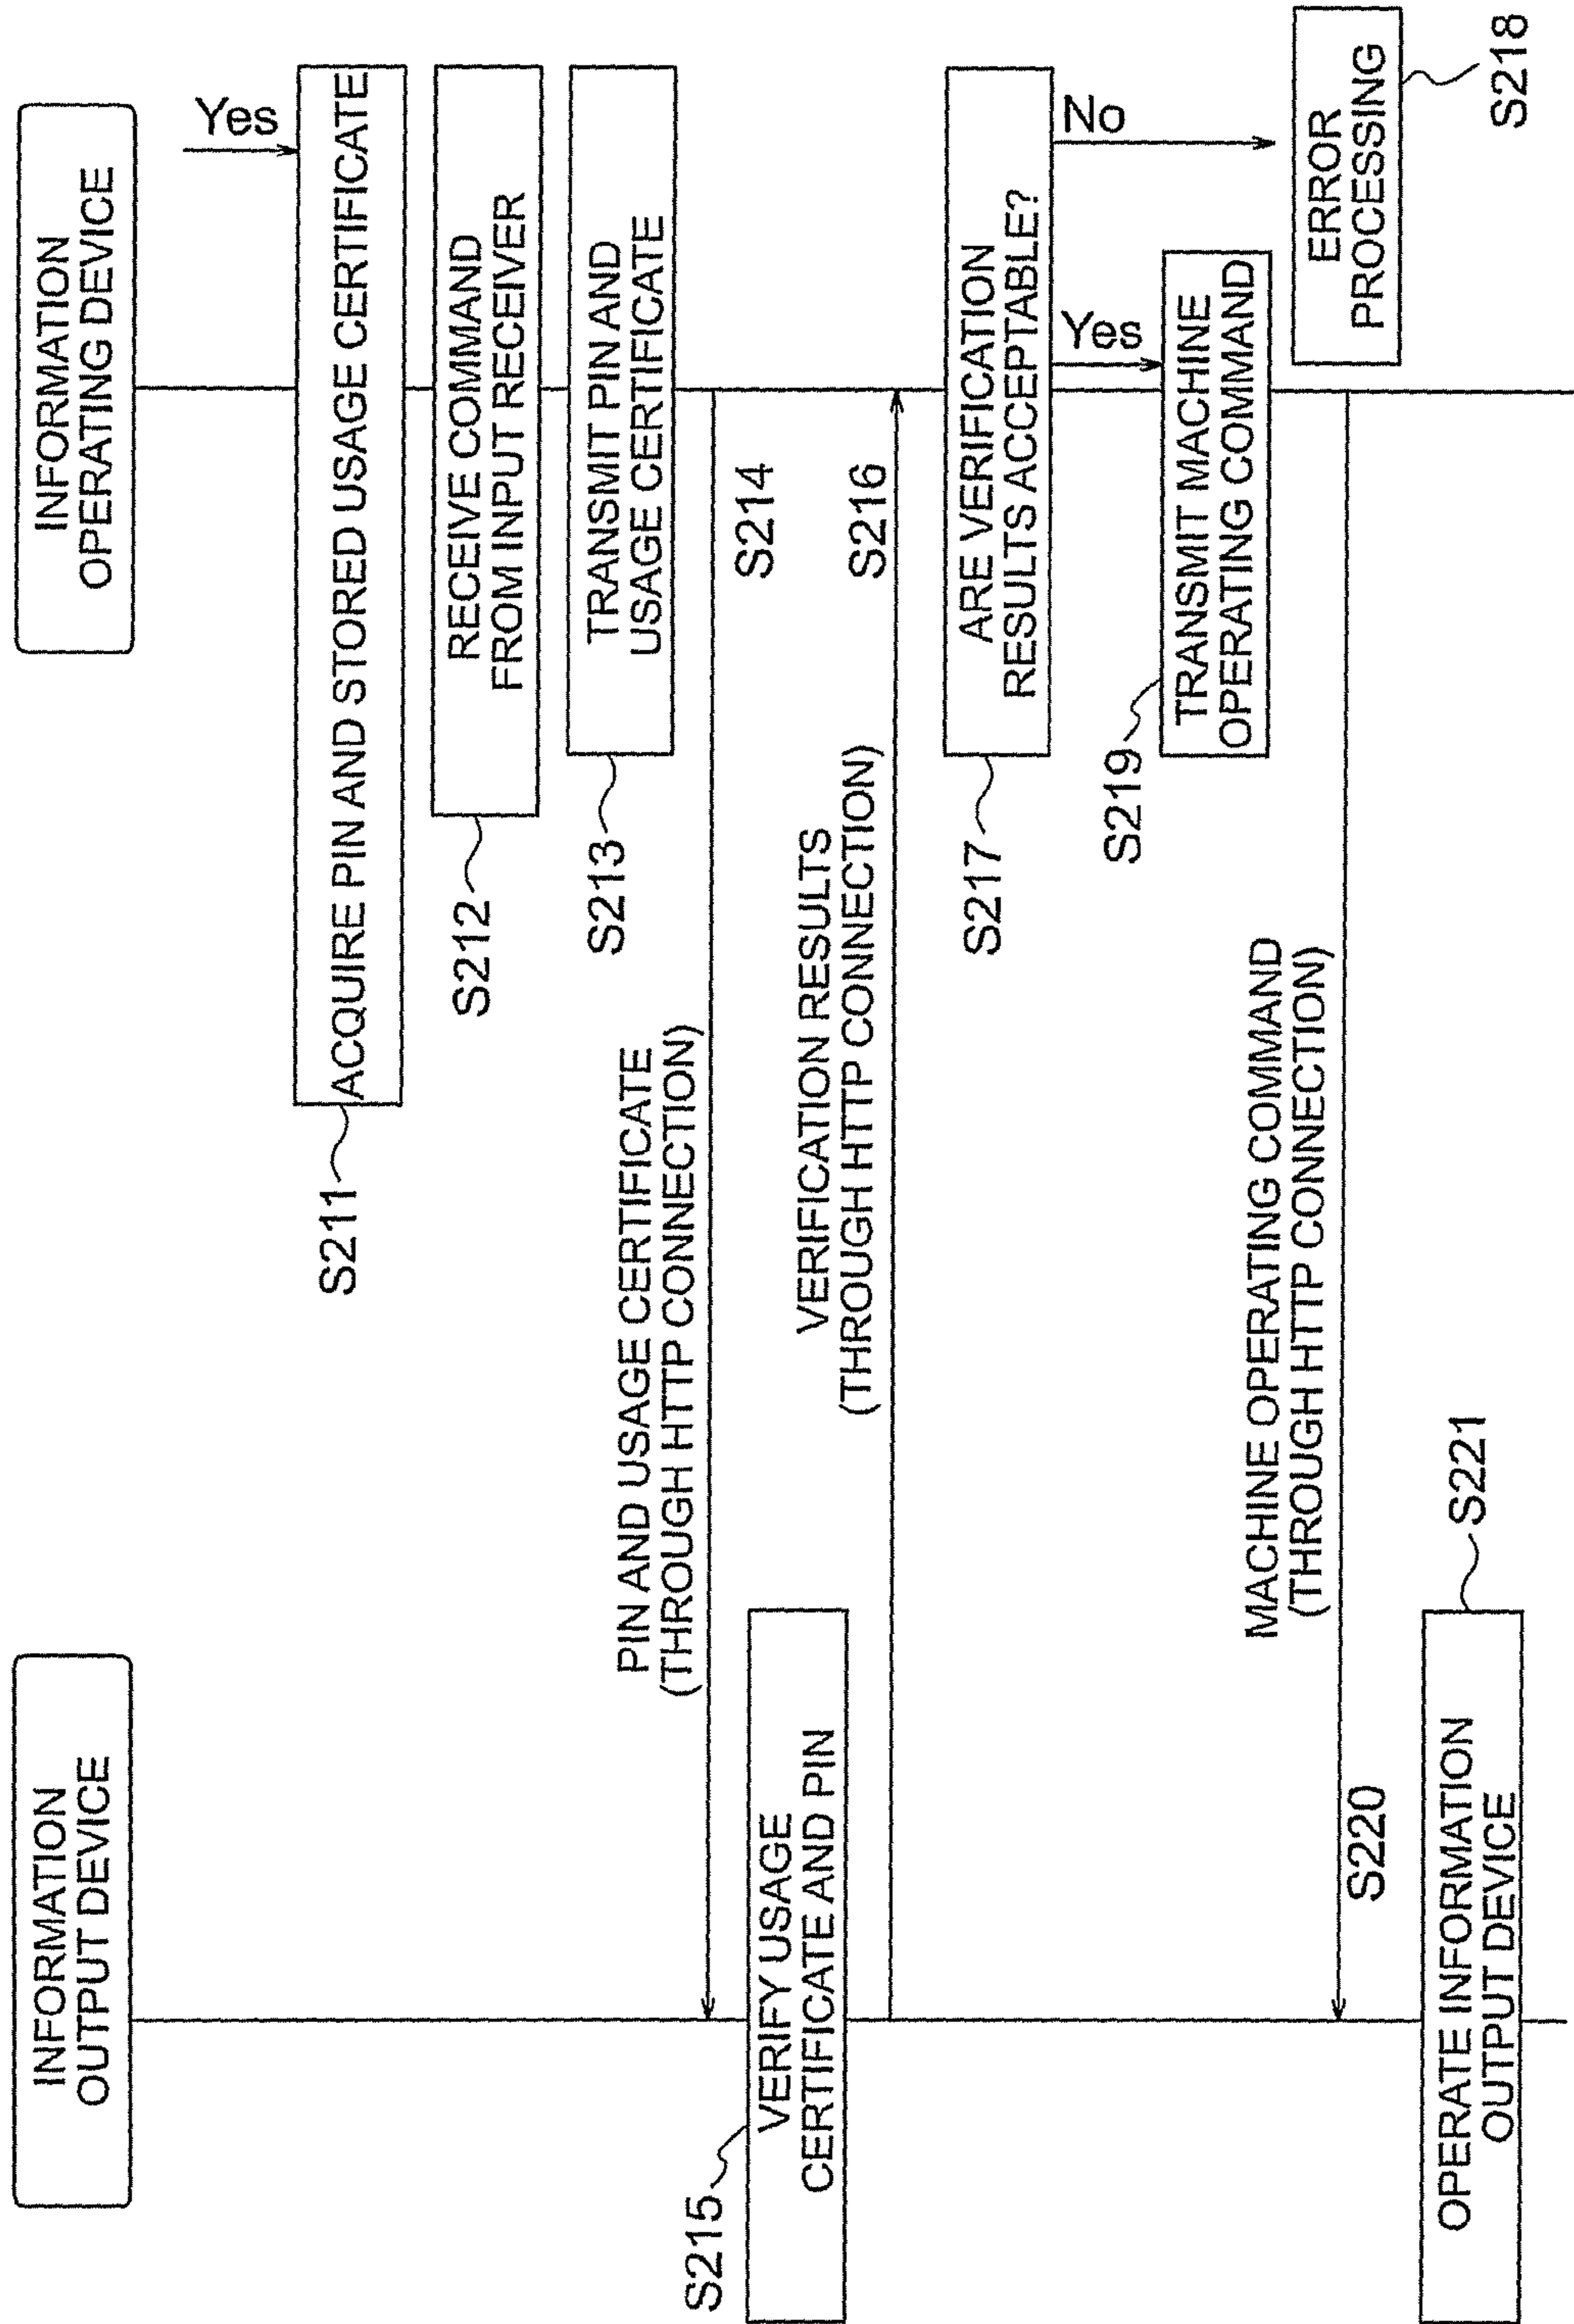 INFORMATION
OUTPUT DEVICE
INFORMATION
OPERATING DEVICE
Yes
S211
ACQUIRE PIN AND STORED USAGE CERTIFICATE
S212
RECEIVE COMMAND
FROM INPUT RECEIVER
S213
TRANSMIT PIN AND
USAGE CERTIFICATE
PIN AND USAGE CERTIFICATE
(THROUGH HTTP CONNECTION)
S214
S215
VERIFY USAGE
CERTIFICATE AND PIN
VERIFICATION RESULTS
(THROUGH HTTP CONNECTION)
S216
S217
ARE VERIFICATION
RESULTS ACCEPTABLE?
Yes
No
S219
TRANSMIT MACHINE
OPERATING COMMAND
ERROR
PROCESSING
S218
MACHINE OPERATING COMMAND
(THROUGH HTTP CONNECTION)
S220
OPERATE INFORMATION
OUTPUT DEVICE
S221